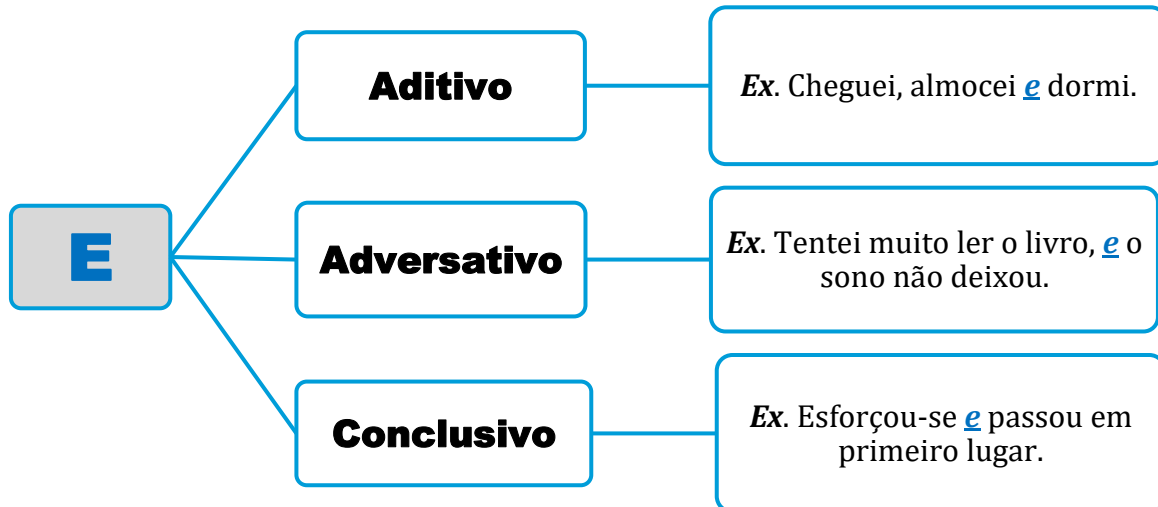 E
Aditivo
Ex. Cheguei, almocei e dormi.
Adversativo
Ex. Tentei muito ler o livro, e o
sono não deixou.
Conclusivo
Ex. Esforçou-se e passou em
primeiro lugar.